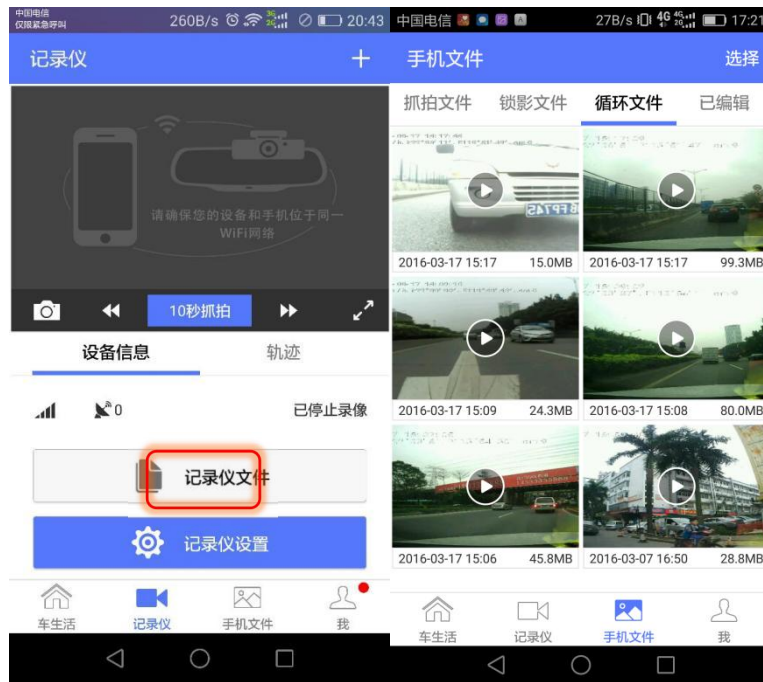 中国电信
仅限紧急呼叫
260B/s
20:43
记录仪
+
请确保您的设备和手机位于同一
WiFi网络
10秒抓拍
设备信息
轨迹
0
已停止录像
记录仪文件
记录仪设置
车生活
记录仪
手机文件
我
中国电信
27B/s
4G
17:21
手机文件
选择
抓拍文件
锁影文件
循环文件
已编辑
2016-03-17 15:17
15.0MB
2016-03-17 15:17
99.3MB
2016-03-17 15:09
24.3MB
2016-03-17 15:08
80.0MB
2016-03-17 15:06
45.8MB
2016-03-07 16:50
28.8MB
车生活
记录仪
手机文件
我